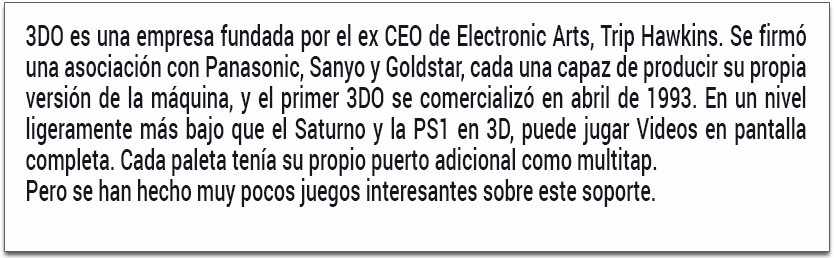 3DO es una empresa fundada por el ex CEO de Electronic Arts, Trip Hawkins. Se firmó
una asociación con Panasonic, Sanyo y Goldstar, cada una capaz de producir su propia
versión de la máquina, y el primer 3DO se comercializó en abril de 1993. En un nivel
ligeramente más bajo que el Saturno y la PS1 en 3D, puede jugar Videos en pantalla
completa. Cada paleta tenía su propio puerto adicional como multitap.
Pero se han hecho muy pocos juegos interesantes sobre este soporte.